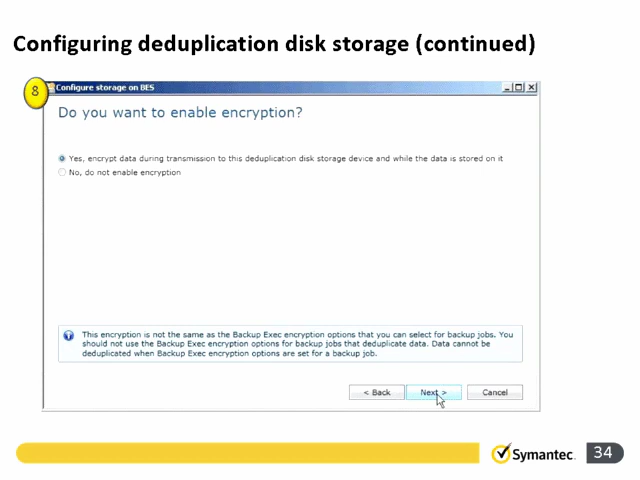 Configuring deduplication disk storage (continued)
8
Configure storage on BES
Do you want to enable encryption?
Yes, encrypt data during transmission to this deduplication disk storage device and while the data is stored on it
No, do not enable encryption
This encryption is not the same as the Backup Exec encryption options that you can select for backup jobs. You
should not use the Backup Exec encryption options for backup jobs that deduplicate data. Data cannot be
deduplicated when Backup Exec encryption options are set for a backup job.
< Back
Next >
Cancel
Symantec.
34